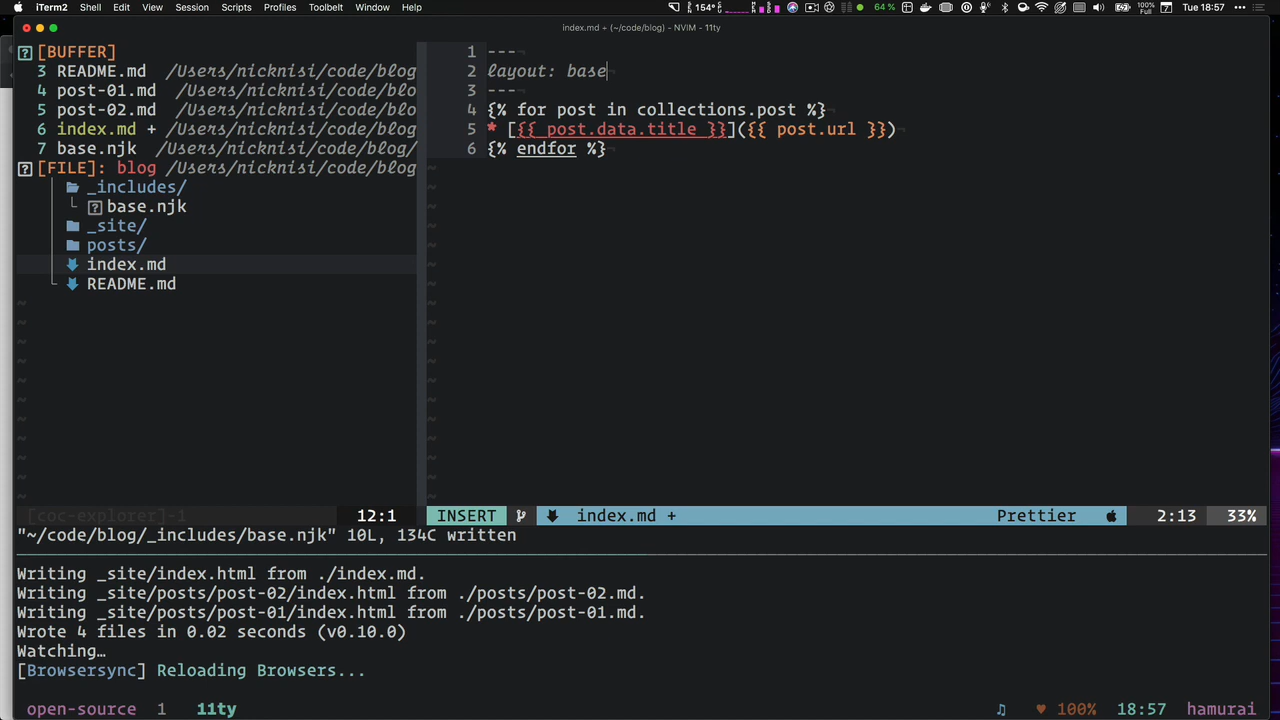 iTerm2 Shell Edit View Session Scripts Profiles Toolbelt Window Help
154° 64 % 100% Full Tue 18:57
index.md + (~/code/blog) - NVIM - 11ty
[BUFFER]
3 README.md /Users/nicknisi/code/blog
4 post-01.md /Users/nicknisi/code/blo
5 post-02.md /Users/nicknisi/code/blo
6 index.md + /Users/nicknisi/code/blog
7 base.njk /Users/nicknisi/code/blog/
[FILE]: blog /Users/nicknisi/code/blog
_includes/
base.njk
_site/
posts/
index.md
README.md
1 ---
2 layout: base
3 ---
4 {% for post in collections.post %}
5 * [{{ post.data.title }}]({{ post.url }})
6 {% endfor %}
[coc-explorer]-1 12:1 INSERT index.md + Prettier 2:13 33%
"~/code/blog/_includes/base.njk" 10L, 134C written
Writing _site/index.html from ./index.md.
Writing _site/posts/post-02/index.html from ./posts/post-02.md.
Writing _site/posts/post-01/index.html from ./posts/post-01.md.
Wrote 4 files in 0.02 seconds (v0.10.0)
Watching…
[Browsersync] Reloading Browsers...
open-source 1 11ty ♫ ♥ 100% 18:57 hamurai